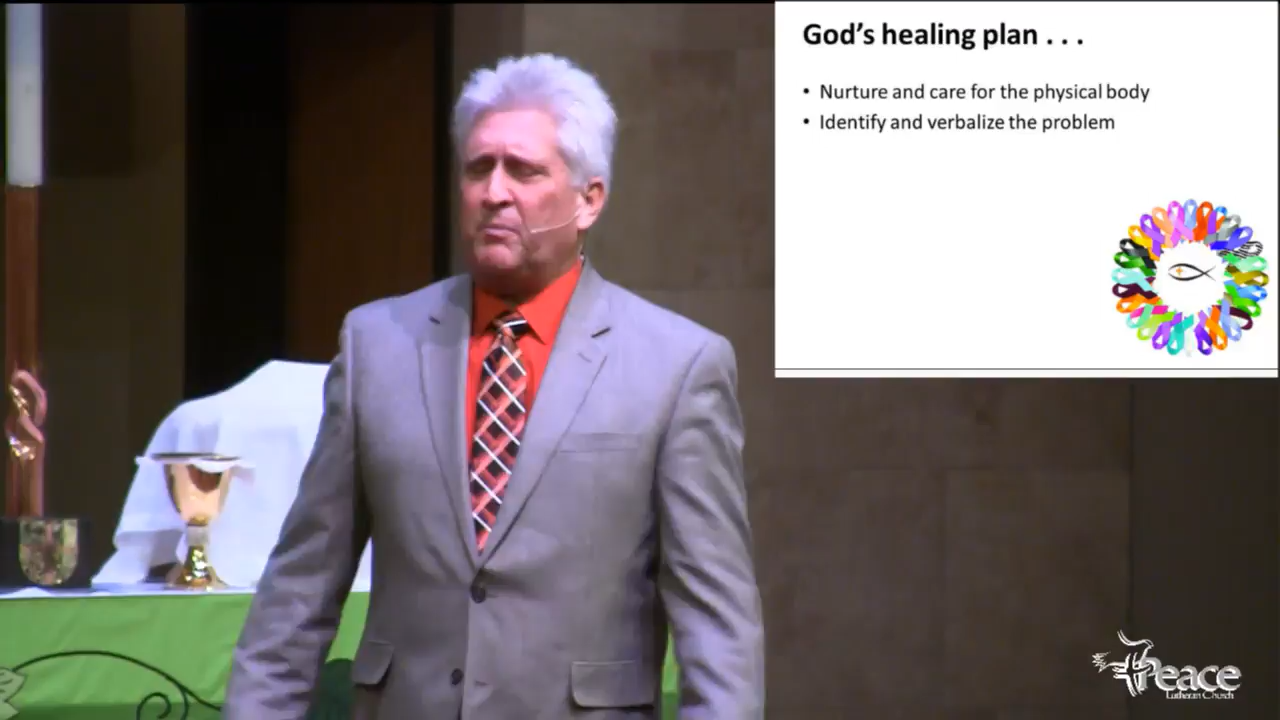 God’s healing plan . . .
• Nurture and care for the physical body
• Identify and verbalize the problem
Peace
Lutheran Church